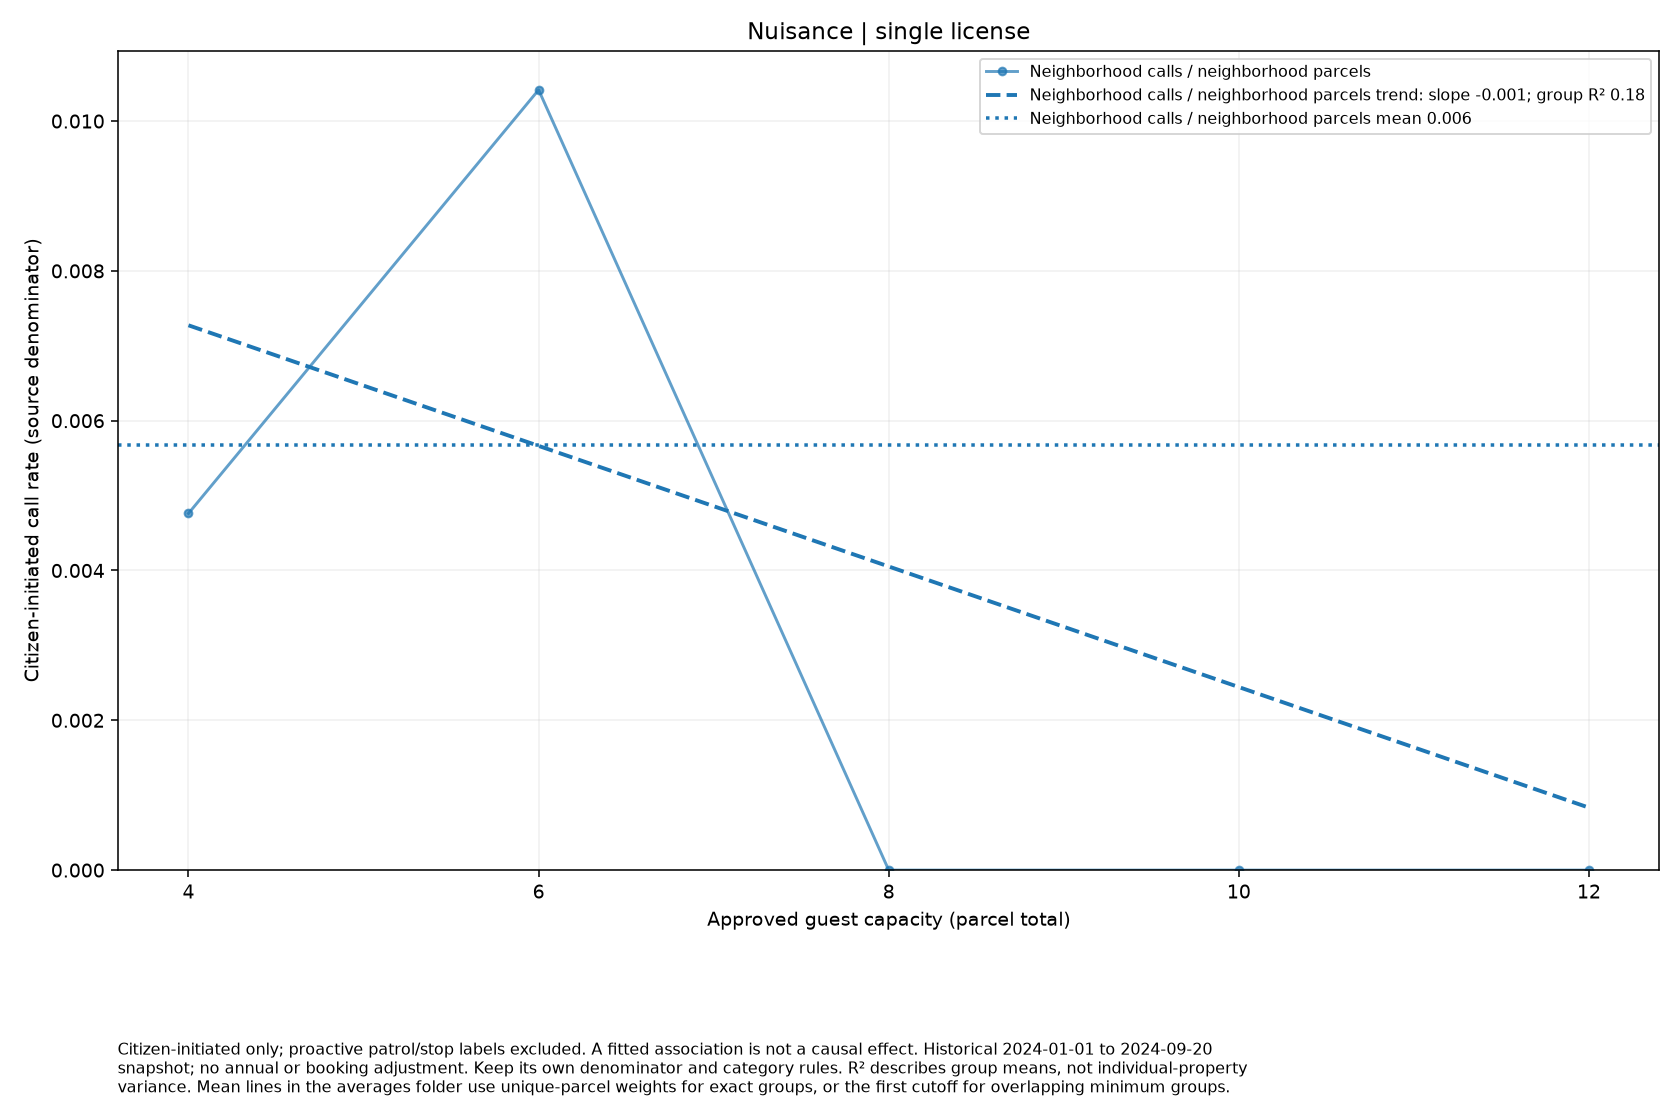 Nuisance | single license
Neighborhood calls / neighborhood parcels
Neighborhood calls / neighborhood parcels trend: slope -0.001; group R² 0.18
Neighborhood calls / neighborhood parcels mean 0.006
Citizen-initiated call rate (source denominator)
0.010
0.008
0.006
0.004
0.002
0.000
4 6 8 10 12
Approved guest capacity (parcel total)
Citizen-initiated only; proactive patrol/stop labels excluded. A fitted association is not a causal effect. Historical 2024-01-01 to 2024-09-20
snapshot; no annual or booking adjustment. Keep its own denominator and category rules. R² describes group means, not individual-property
variance. Mean lines in the averages folder use unique-parcel weights for exact groups, or the first cutoff for overlapping minimum groups.